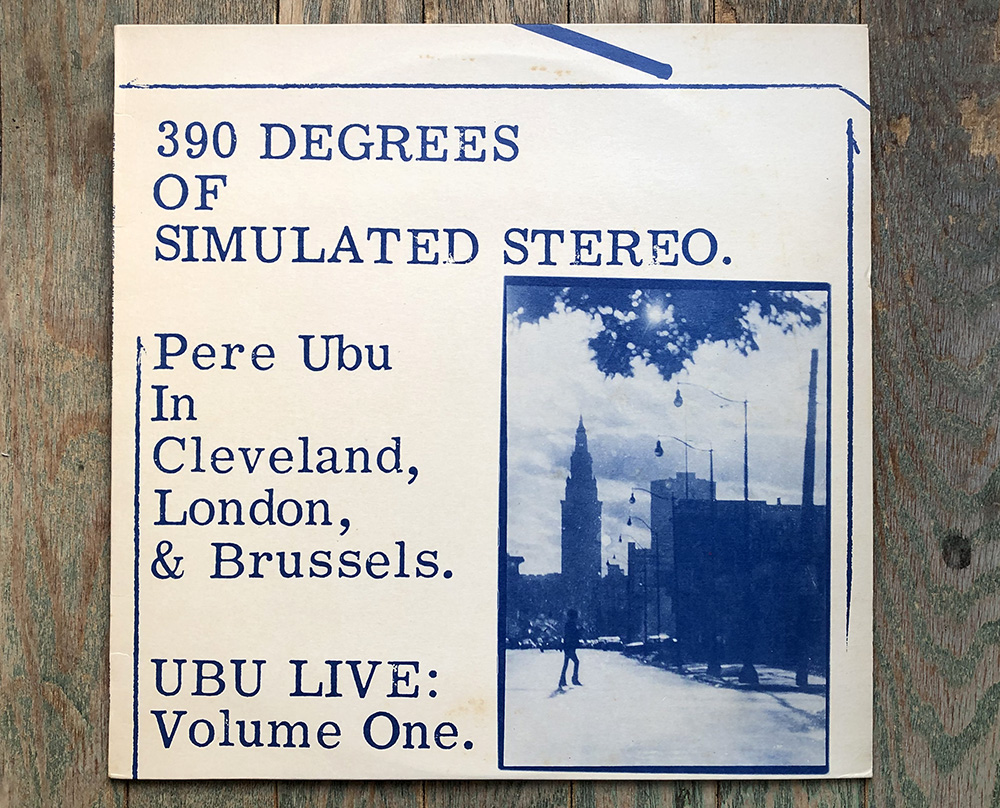 390 DEGREES
OF
SIMULATED STEREO.
Pere Ubu
In
Cleveland,
London,
& Brussels.
UBU LIVE:
Volume One.